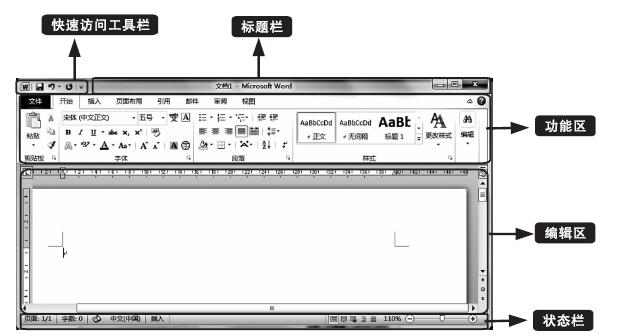 快速访问工具栏 标题栏
文档1 - Microsoft Word
文件 开始 插入 页面布局 引用 邮件 审阅 视图
宋体 (中文正文) 五号
AaBbCcDd AaBbCcDd AaBb
粘贴 B I U abc x₂ x² 正文 无间隔 标题 1 更改样式 编辑
功能区
剪贴板 字体 段落 样式
编辑区
页面: 1/1 字数: 0 中文(中国) 插入 110%
状态栏